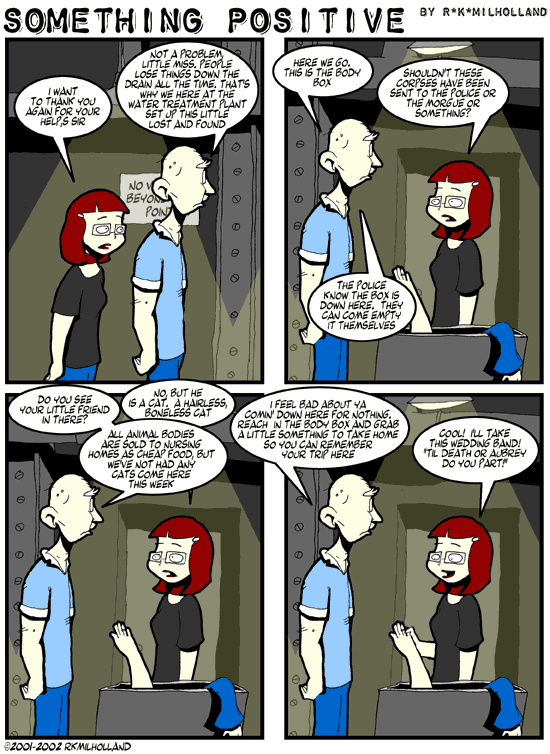 SOMETHING POSITIVE BY R*K*MILHOLLAND
I WANT
TO THANK YOU
AGAIN FOR YOUR
HELP,S SIR
NOT A PROBLEM,
LITTLE MISS. PEOPLE
LOSE THINGS DOWN THE
DRAIN ALL THE TIME. THAT'S
WHY WE HERE AT THE
WATER TREATMENT PLANT
SET UP THIS LITTLE
LOST AND FOUND
NO
BEYON
POIN
HERE WE GO.
THIS IS THE BODY
BOX
SHOULDN'T THESE
CORPSES HAVE BEEN
SENT TO THE POLICE OR
THE MORGUE OR
SOMETHING?
THE POLICE
KNOW THE BOX IS
DOWN HERE. THEY
CAN COME EMPTY
IT THEMSELVES
DO YOU SEE
YOUR LITTLE FRIEND
IN THERE?
NO, BUT HE
IS A CAT. A HAIRLESS,
BONELESS CAT
ALL ANIMAL BODIES
ARE SOLD TO NURSING
HOMES AS CHEAP FOOD, BUT
WE'VE NOT HAD ANY
CATS COME HERE
THIS WEEK
I FEEL BAD ABOUT YA
COMIN' DOWN HERE FOR NOTHING.
REACH IN THE BODY BOX AND GRAB
A LITTLE SOMETHING TO TAKE HOME
SO YOU CAN REMEMBER
YOUR TRIP HERE
COOL! I'LL TAKE
THIS WEDDING BAND!
'TIL DEATH OR AUBREY
DO YOU PART!"
©2001-2002 RKMILHOLLAND